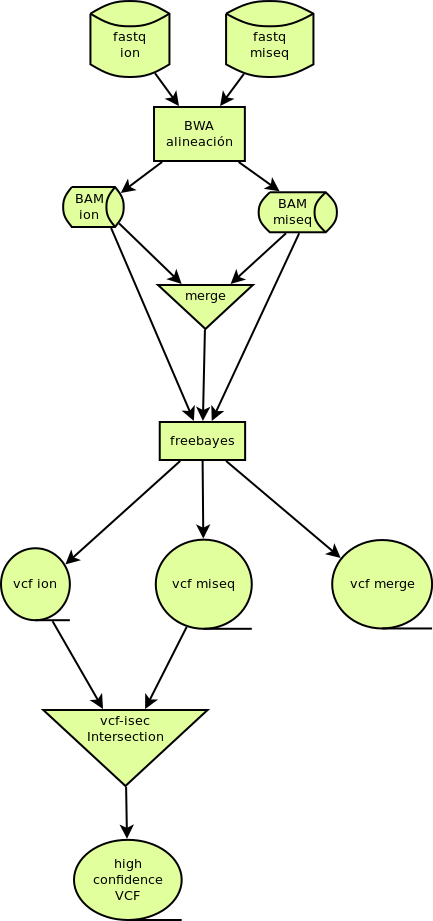 fastq
ion
fastq
miseq
BWA
alineación
BAM
ion
BAM
miseq
merge
freebayes
vcf ion
vcf miseq
vcf merge
vcf-isec
Intersection
high
confidence
VCF